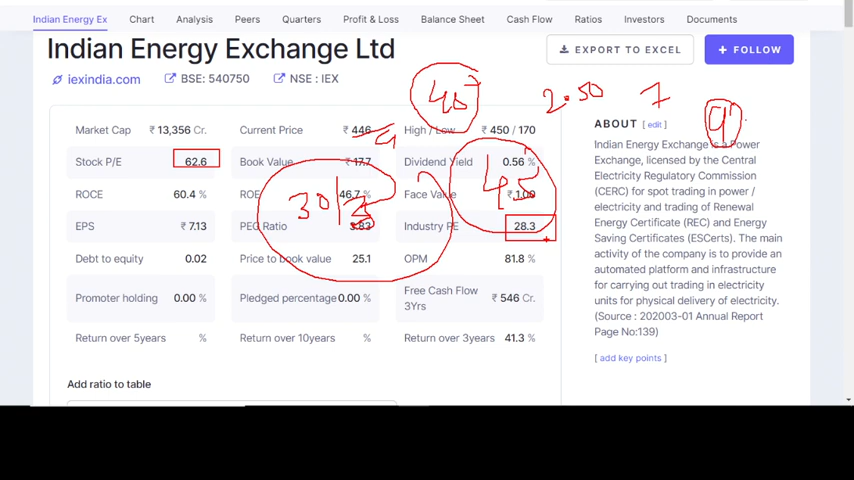 Indian Energy Ex Chart Analysis Peers Quarters Profit & Loss Balance Sheet Cash Flow Ratios Investors Documents
Indian Energy Exchange Ltd
EXPORT TO EXCEL
+ FOLLOW
iexindia.com BSE: 540750 NSE : IEX
40
2.50 7
9
Market Cap ₹ 13,356 Cr. Current Price ₹ 446 High / Low ₹ 450 / 170
Stock P/E 62.6 Book Value ₹ 17.7 Dividend Yield 0.56 %
45
ROCE 60.4 % ROE 46.7 % Face Value ₹ 1.00
30 3
EPS ₹ 7.13 PEG Ratio 3.83 Industry PE 28.3
Debt to equity 0.02 Price to book value 25.1 OPM 81.8 %
Promoter holding 0.00 % Pledged percentage 0.00 % Free Cash Flow 3Yrs ₹ 546 Cr.
Return over 5years % Return over 10years % Return over 3years 41.3 %
Add ratio to table
ABOUT [ edit ]
Indian Energy Exchange is a Power
Exchange, licensed by the Central
Electricity Regulatory Commission
(CERC) for spot trading in power /
electricity and trading of Renewal
Energy Certificate (REC) and Energy
Saving Certificates (ESCerts). The main
activity of the company is to provide an
automated platform and infrastructure
for carrying out trading in electricity
units for physical delivery of electricity.
(Source : 202003-01 Annual Report
Page No:139)
[ add key points ]